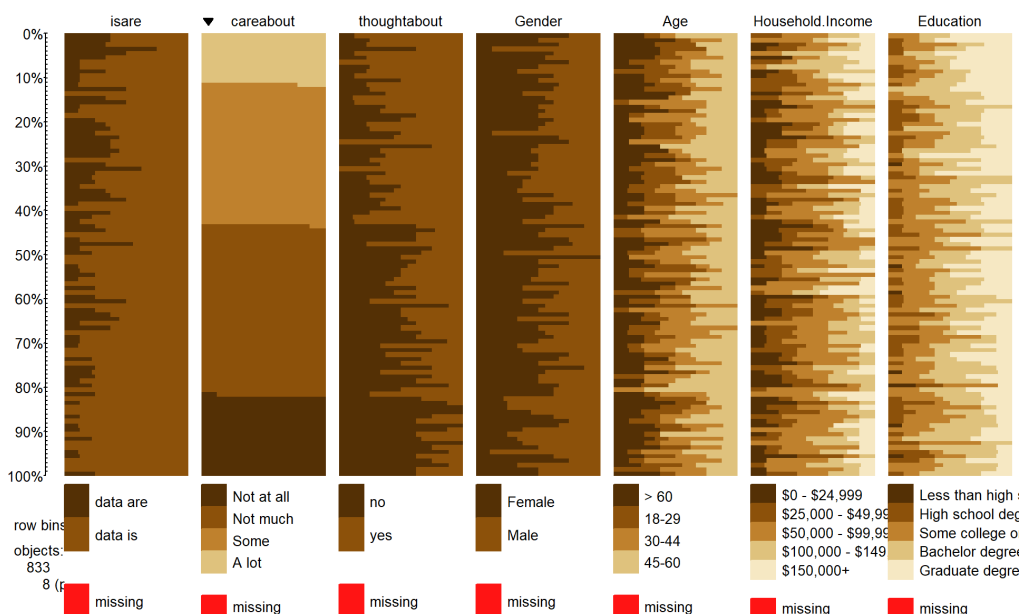 isare careabout thoughtabout Gender Age Household.Income Education
0%
10%
20%
30%
40%
50%
60%
70%
80%
90%
100%
row bins
objects:
833
8 (p
data are
data is
missing
Not at all
Not much
Some
A lot
missing
no
yes
missing
Female
Male
missing
> 60
18-29
30-44
45-60
missing
$0 - $24,999
$25,000 - $49,99
$50,000 - $99,99
$100,000 - $149
$150,000+
missing
Less than high s
High school deg
Some college o
Bachelor degre
Graduate degre
missing